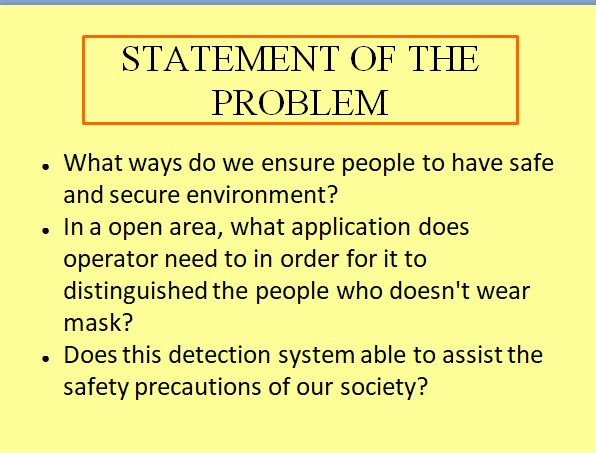 STATEMENT OF THE
PROBLEM
• What ways do we ensure people to have safe
and secure environment?
• In a open area, what application does
operator need to in order for it to
distinguished the people who doesn't wear
mask?
• Does this detection system able to assist the
safety precautions of our society?